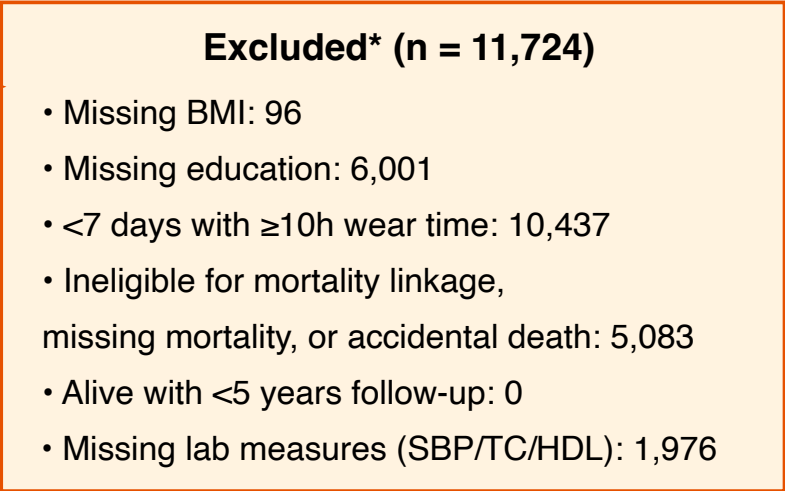 Excluded* (n = 11,724)
• Missing BMI: 96
• Missing education: 6,001
• <7 days with ≥10h wear time: 10,437
• Ineligible for mortality linkage,
missing mortality, or accidental death: 5,083
• Alive with <5 years follow-up: 0
• Missing lab measures (SBP/TC/HDL): 1,976